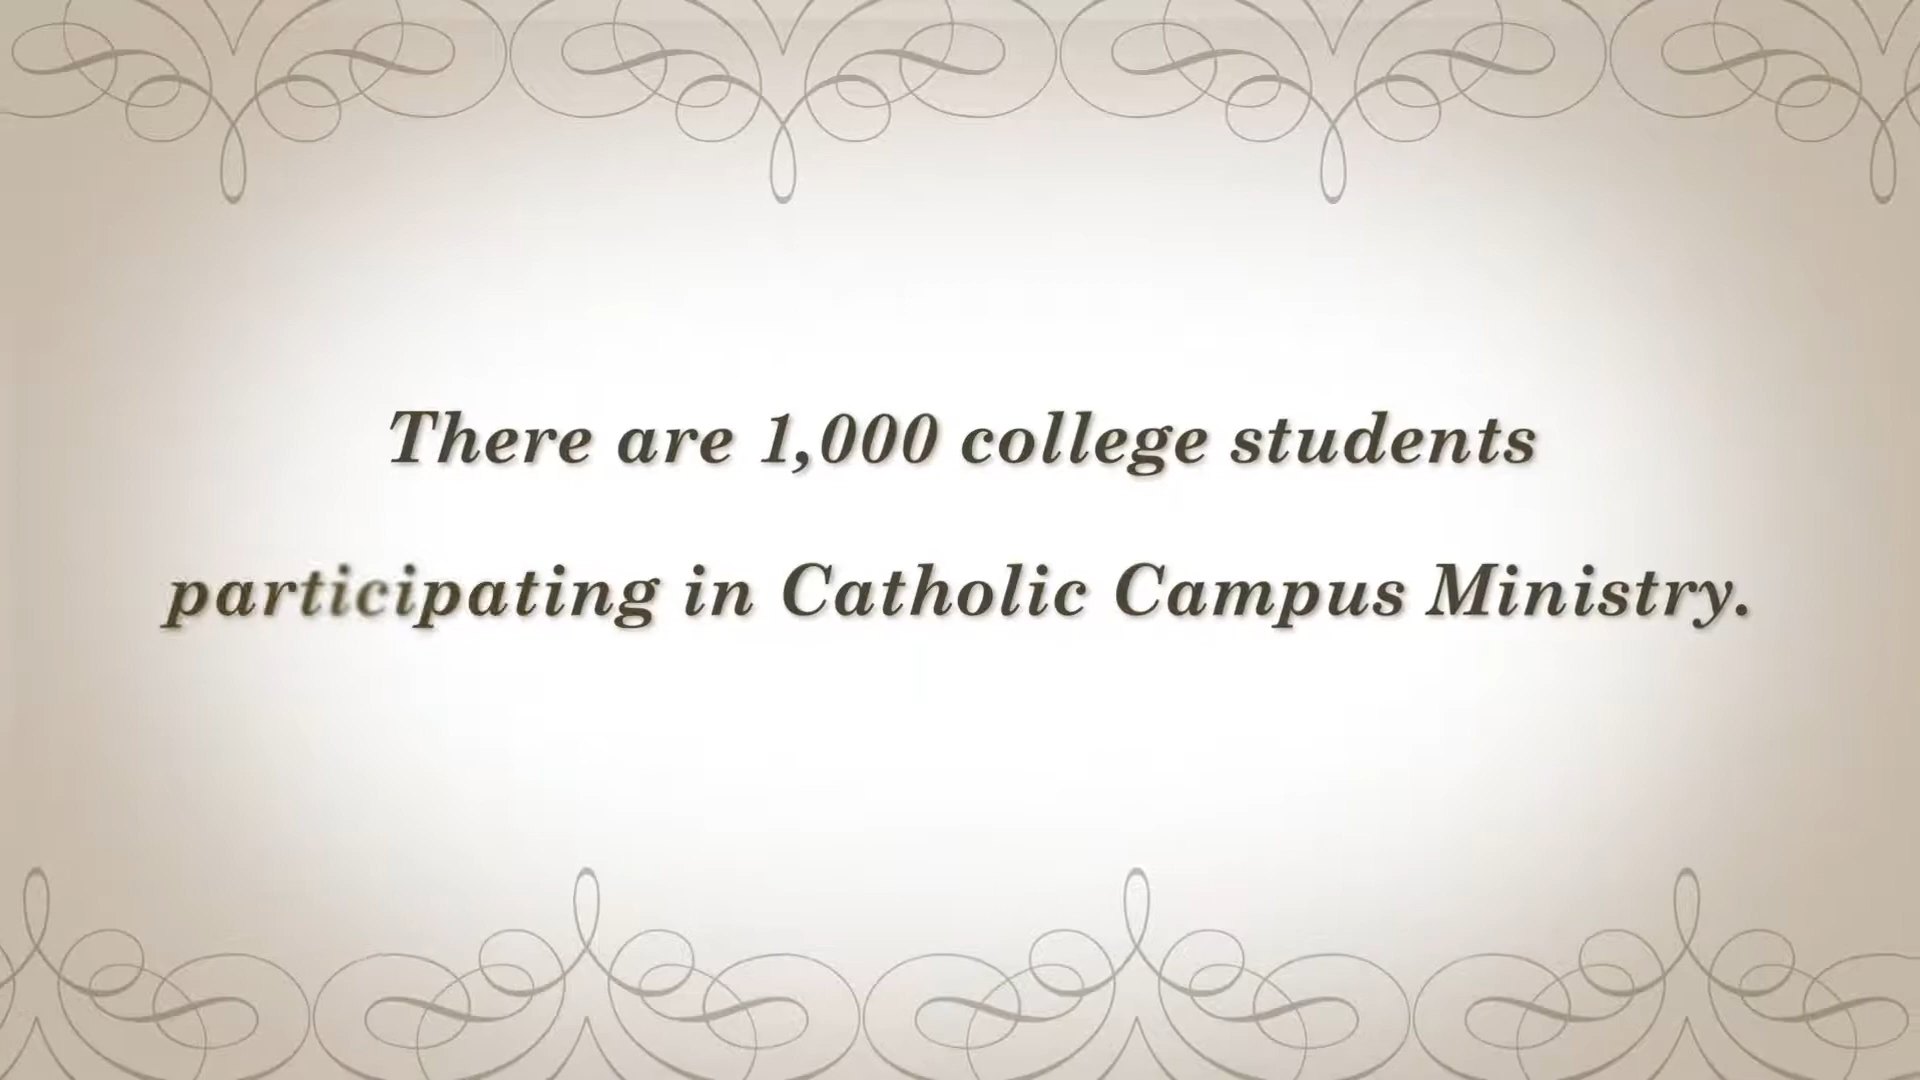 There are 1,000 college students
participating in Catholic Campus Ministry.